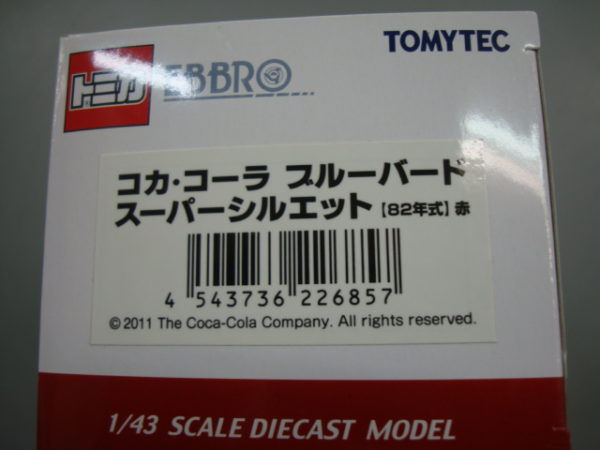 トミカ
EBBRO
TOMYTEC
コカ・コーラ ブルーバード
スーパーシルエット【82年式】赤
4 543736 226857
©2011 The Coca-Cola Company. All rights reserved.
1/43 SCALE DIECAST MODEL